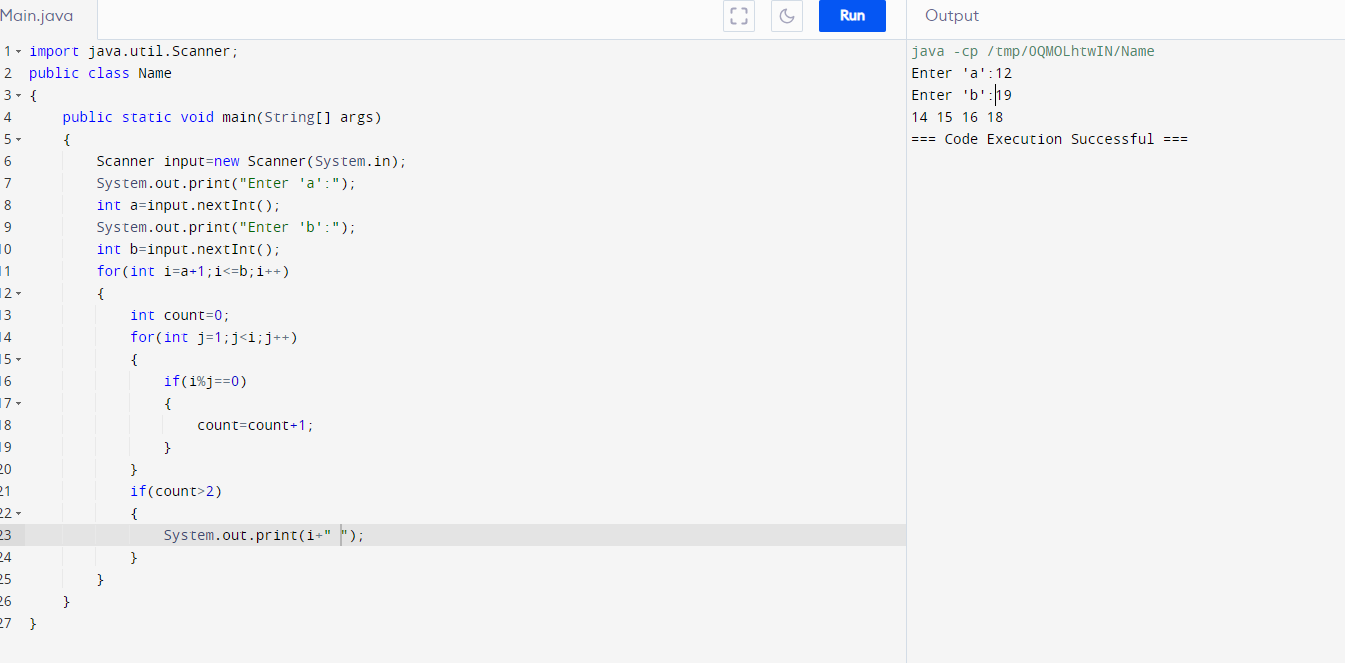 Main.java
Run
Output
1 import java.util.Scanner;
2 public class Name
3 {
4 public static void main(String[] args)
5 {
6 Scanner input=new Scanner(System.in);
7 System.out.print("Enter 'a':");
8 int a=input.nextInt();
9 System.out.print("Enter 'b':");
10 int b=input.nextInt();
11 for(int i=a+1;i<=b;i++)
12 {
13 int count=0;
14 for(int j=1;j<i;j++)
15 {
16 if(i%j==0)
17 {
18 count=count+1;
19 }
20 }
21 if(count>2)
22 {
23 System.out.print(i+" ");
24 }
25 }
26 }
27 }
java -cp /tmp/0QMOLhtwIN/Name
Enter 'a':12
Enter 'b':19
14 15 16 18
=== Code Execution Successful ===